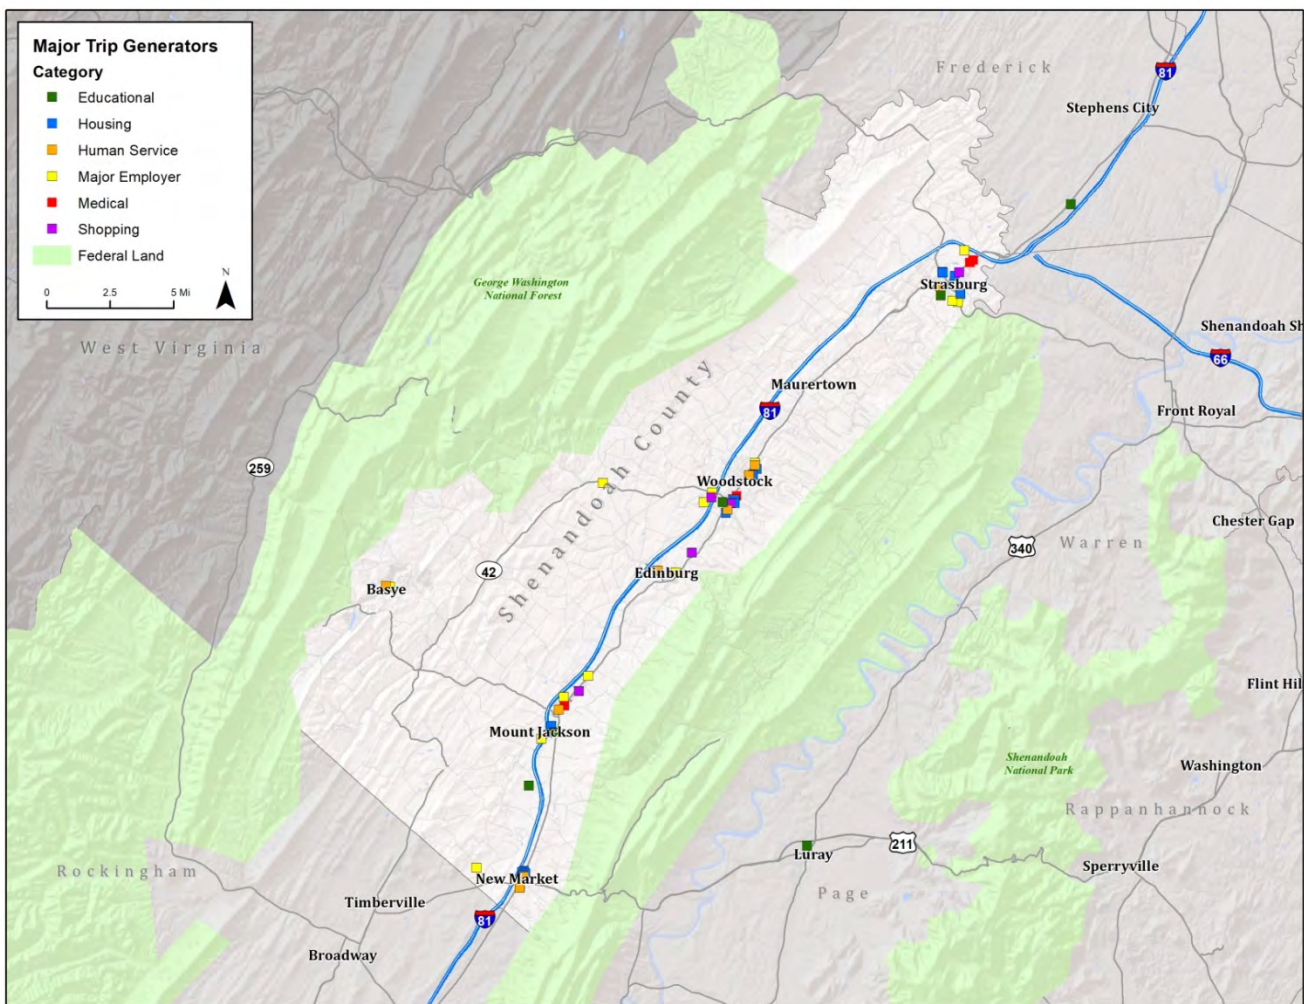 Major Trip Generators
Category
Educational
Housing
Human Service
Major Employer
Medical
Shopping
Federal Land
N
0 2.5 5 Mi
Frederick
81
Stephens City
George Washington
National Forest
Strasburg
West Virginia
Shenandoah Sh
66
Maurertown
81
Front Royal
Shenandoah County
259
Woodstock
Chester Gap
340
Warren
42
Edinburg
Basye
Flint Hil
Mount Jackson
Shenandoah
National Park
Washington
Rappanhannock
211
Luray
Sperryville
Rockingham
New Market
Page
Timberville
81
Broadway